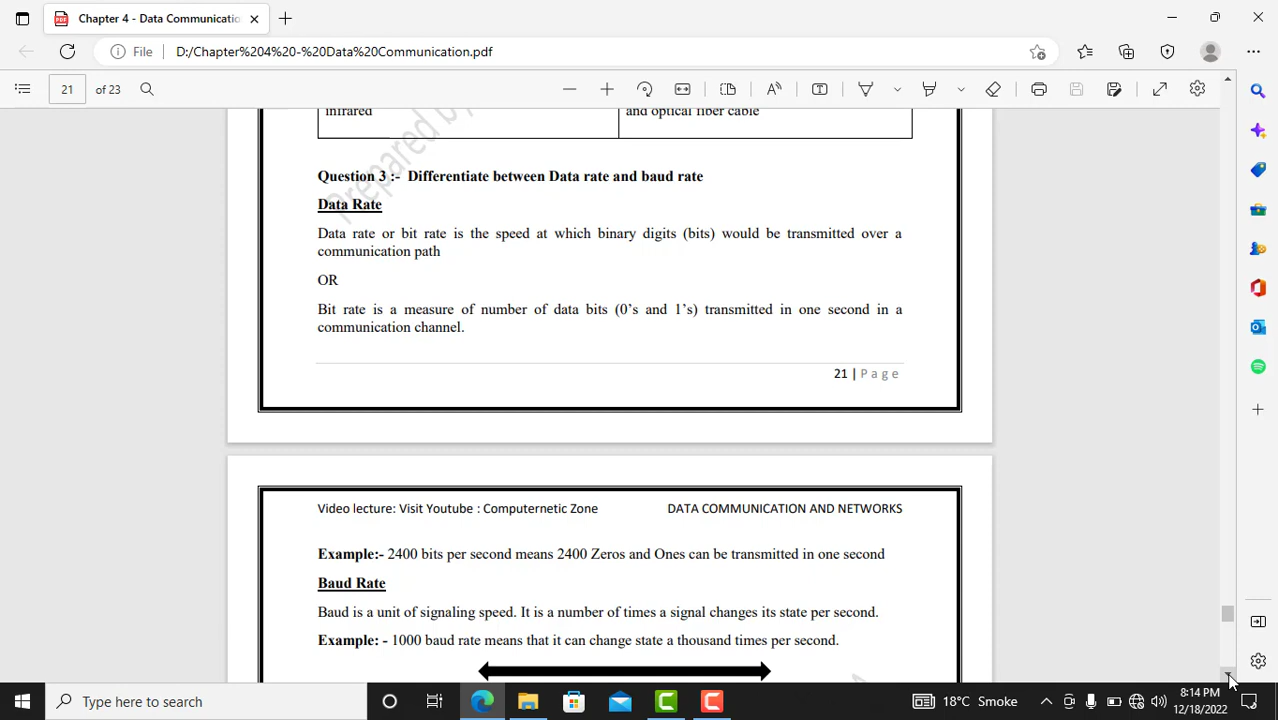 Chapter 4 - Data Communicatio
File D:/Chapter%204%20-%20Data%20Communication.pdf
21 of 23
infrared
and optical fiber cable
Prepared by
Question 3 :- Differentiate between Data rate and baud rate
Data Rate
Data rate or bit rate is the speed at which binary digits (bits) would be transmitted over a
communication path
OR
Bit rate is a measure of number of data bits (0's and 1's) transmitted in one second in a
communication channel.
21 | Page
Video lecture: Visit Youtube : Computernetic Zone DATA COMMUNICATION AND NETWORKS
Example:- 2400 bits per second means 2400 Zeros and Ones can be transmitted in one second
Baud Rate
Baud is a unit of signaling speed. It is a number of times a signal changes its state per second.
Example: - 1000 baud rate means that it can change state a thousand times per second.
Type here to search
18°C Smoke
8:14 PM
12/18/2022